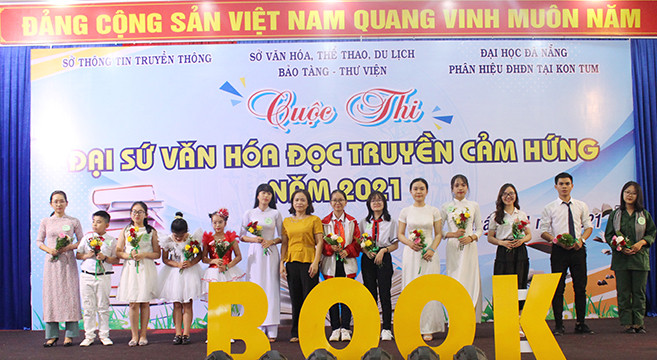 ĐẢNG CỘNG SẢN VIỆT NAM QUANG VINH MUÔN NĂM
SỞ THÔNG TIN TRUYỀN THÔNG
SỞ VĂN HÓA, THỂ THAO, DU LỊCH
BẢO TÀNG - THƯ VIỆN
ĐẠI HỌC ĐÀ NẴNG
PHÂN HIỆU ĐHĐN TẠI KON TUM
Cuộc Thi
ĐẠI SỨ VĂN HÓA ĐỌC TRUYỀN CẢM HỨNG
NĂM 2021
BOOK